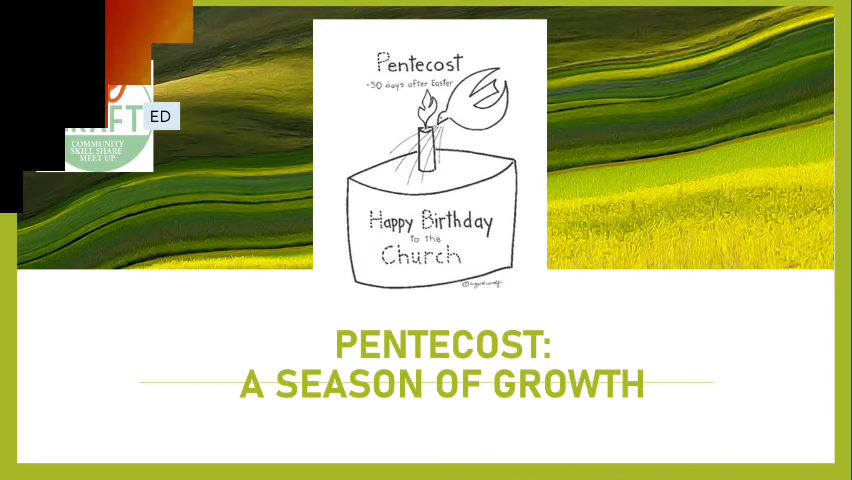 Pentecost
·50 days after Easter
Happy Birthday
to the
Church
ED
COMMUNITY
SKILL SHARE
MEET UP
PENTECOST:
A SEASON OF GROWTH